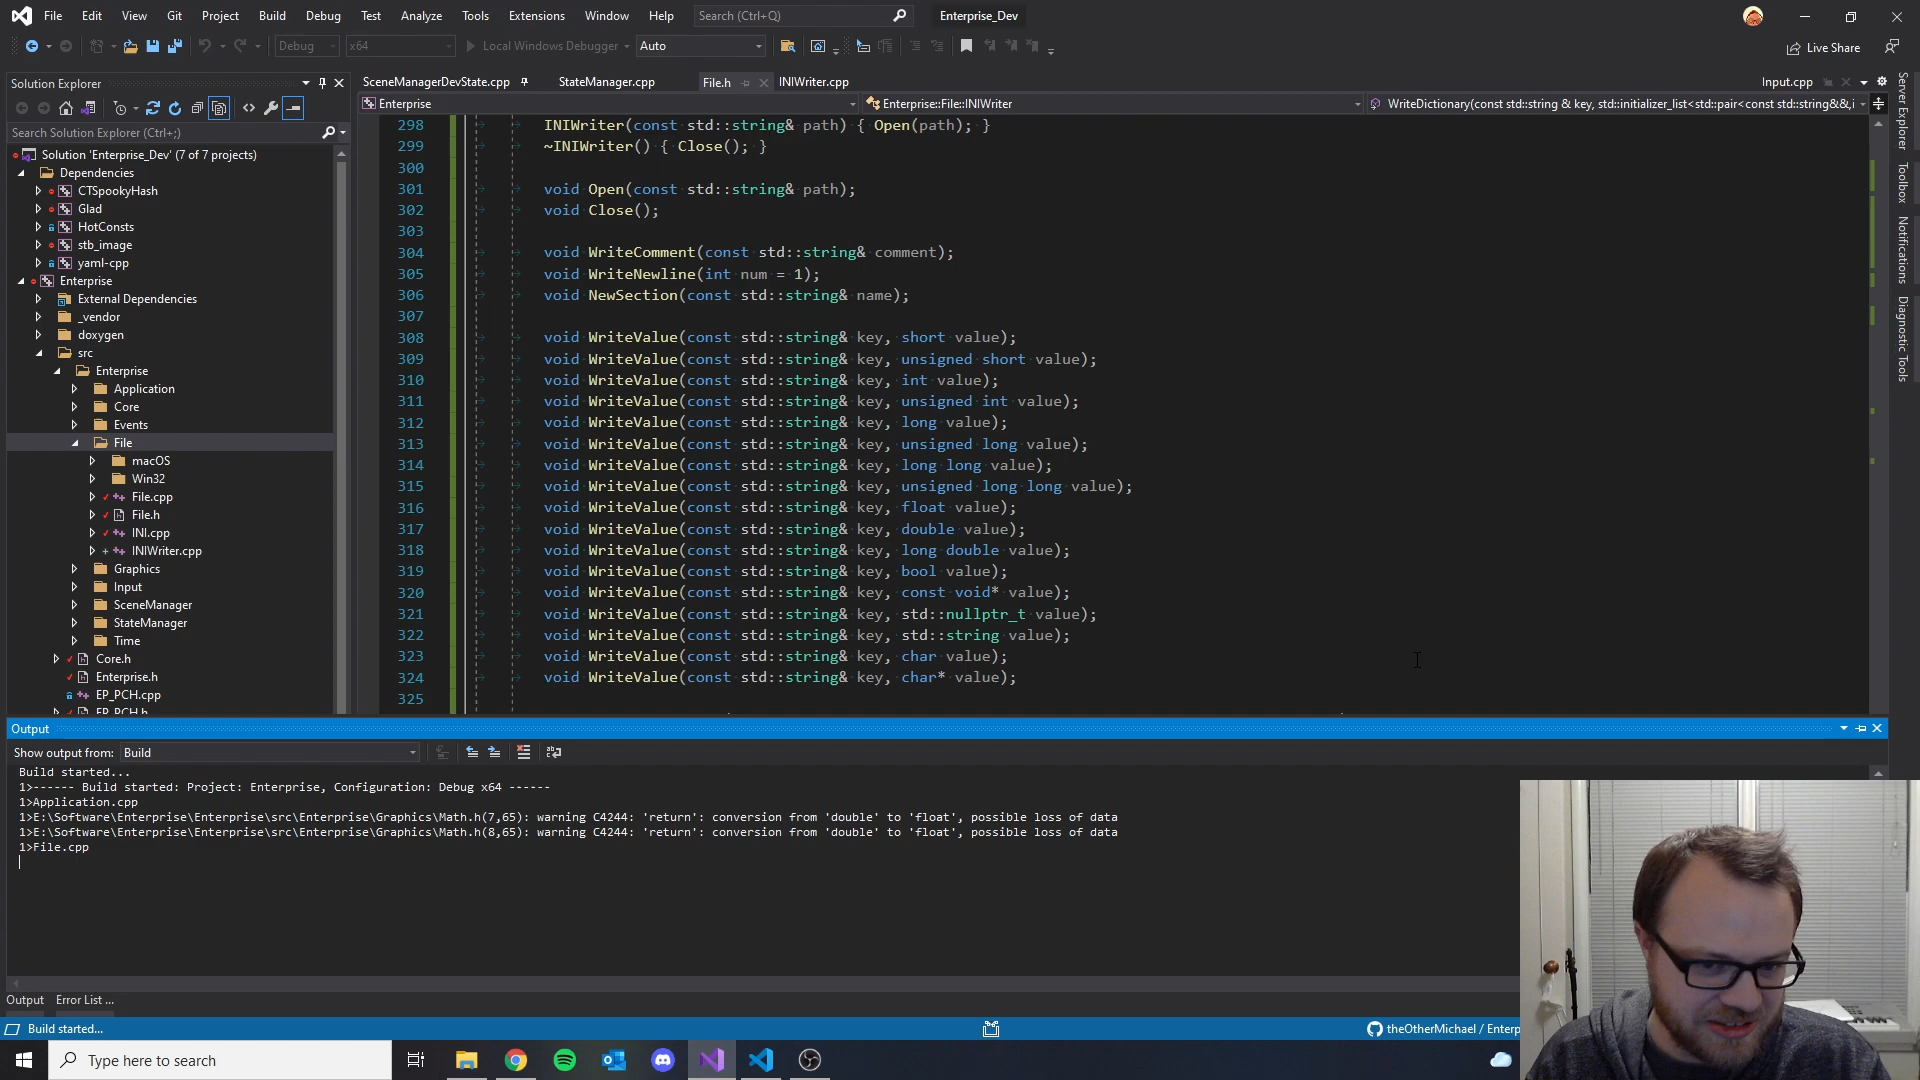 File Edit View Git Project Build Debug Test Analyze Tools Extensions Window Help Search (Ctrl+Q) Enterprise_Dev
Debug x64 Local Windows Debugger Auto Live Share
Solution Explorer
Search Solution Explorer (Ctrl+;)
Solution 'Enterprise_Dev' (7 of 7 projects)
Dependencies
CTSpookyHash
Glad
HotConsts
stb_image
yaml-cpp
Enterprise
External Dependencies
_vendor
doxygen
src
Enterprise
Application
Core
Events
File
macOS
Win32
File.cpp
File.h
INI.cpp
INIWriter.cpp
Graphics
Input
SceneManager
StateManager
Time
Core.h
Enterprise.h
EP_PCH.cpp
EP_PCH.h
SceneManagerDevState.cpp StateManager.cpp File.h INIWriter.cpp Input.cpp
Enterprise Enterprise::File::INIWriter WriteDictionary(const std::string & key, std::initializer_list<std::pair<const std::string&&,i
298 INIWriter(const std::string& path) { Open(path); }
299 ~INIWriter() { Close(); }
300
301 void Open(const std::string& path);
302 void Close();
303
304 void WriteComment(const std::string& comment);
305 void WriteNewline(int num = 1);
306 void NewSection(const std::string& name);
307
308 void WriteValue(const std::string& key, short value);
309 void WriteValue(const std::string& key, unsigned short value);
310 void WriteValue(const std::string& key, int value);
311 void WriteValue(const std::string& key, unsigned int value);
312 void WriteValue(const std::string& key, long value);
313 void WriteValue(const std::string& key, unsigned long value);
314 void WriteValue(const std::string& key, long long value);
315 void WriteValue(const std::string& key, unsigned long long value);
316 void WriteValue(const std::string& key, float value);
317 void WriteValue(const std::string& key, double value);
318 void WriteValue(const std::string& key, long double value);
319 void WriteValue(const std::string& key, bool value);
320 void WriteValue(const std::string& key, const void* value);
321 void WriteValue(const std::string& key, std::nullptr_t value);
322 void WriteValue(const std::string& key, std::string value);
323 void WriteValue(const std::string& key, char value);
324 void WriteValue(const std::string& key, char* value);
325
Server Explorer
Toolbox
Notifications
Diagnostic Tools
Output
Show output from: Build
Build started...
1>------ Build started: Project: Enterprise, Configuration: Debug x64 ------
1>Application.cpp
1>E:\Software\Enterprise\Enterprise\src\Enterprise\Graphics\Math.h(7,65): warning C4244: 'return': conversion from 'double' to 'float', possible loss of data
1>E:\Software\Enterprise\Enterprise\src\Enterprise\Graphics\Math.h(8,65): warning C4244: 'return': conversion from 'double' to 'float', possible loss of data
1>File.cpp
Output Error List ...
Build started... theOtherMichael / Enterp
Type here to search